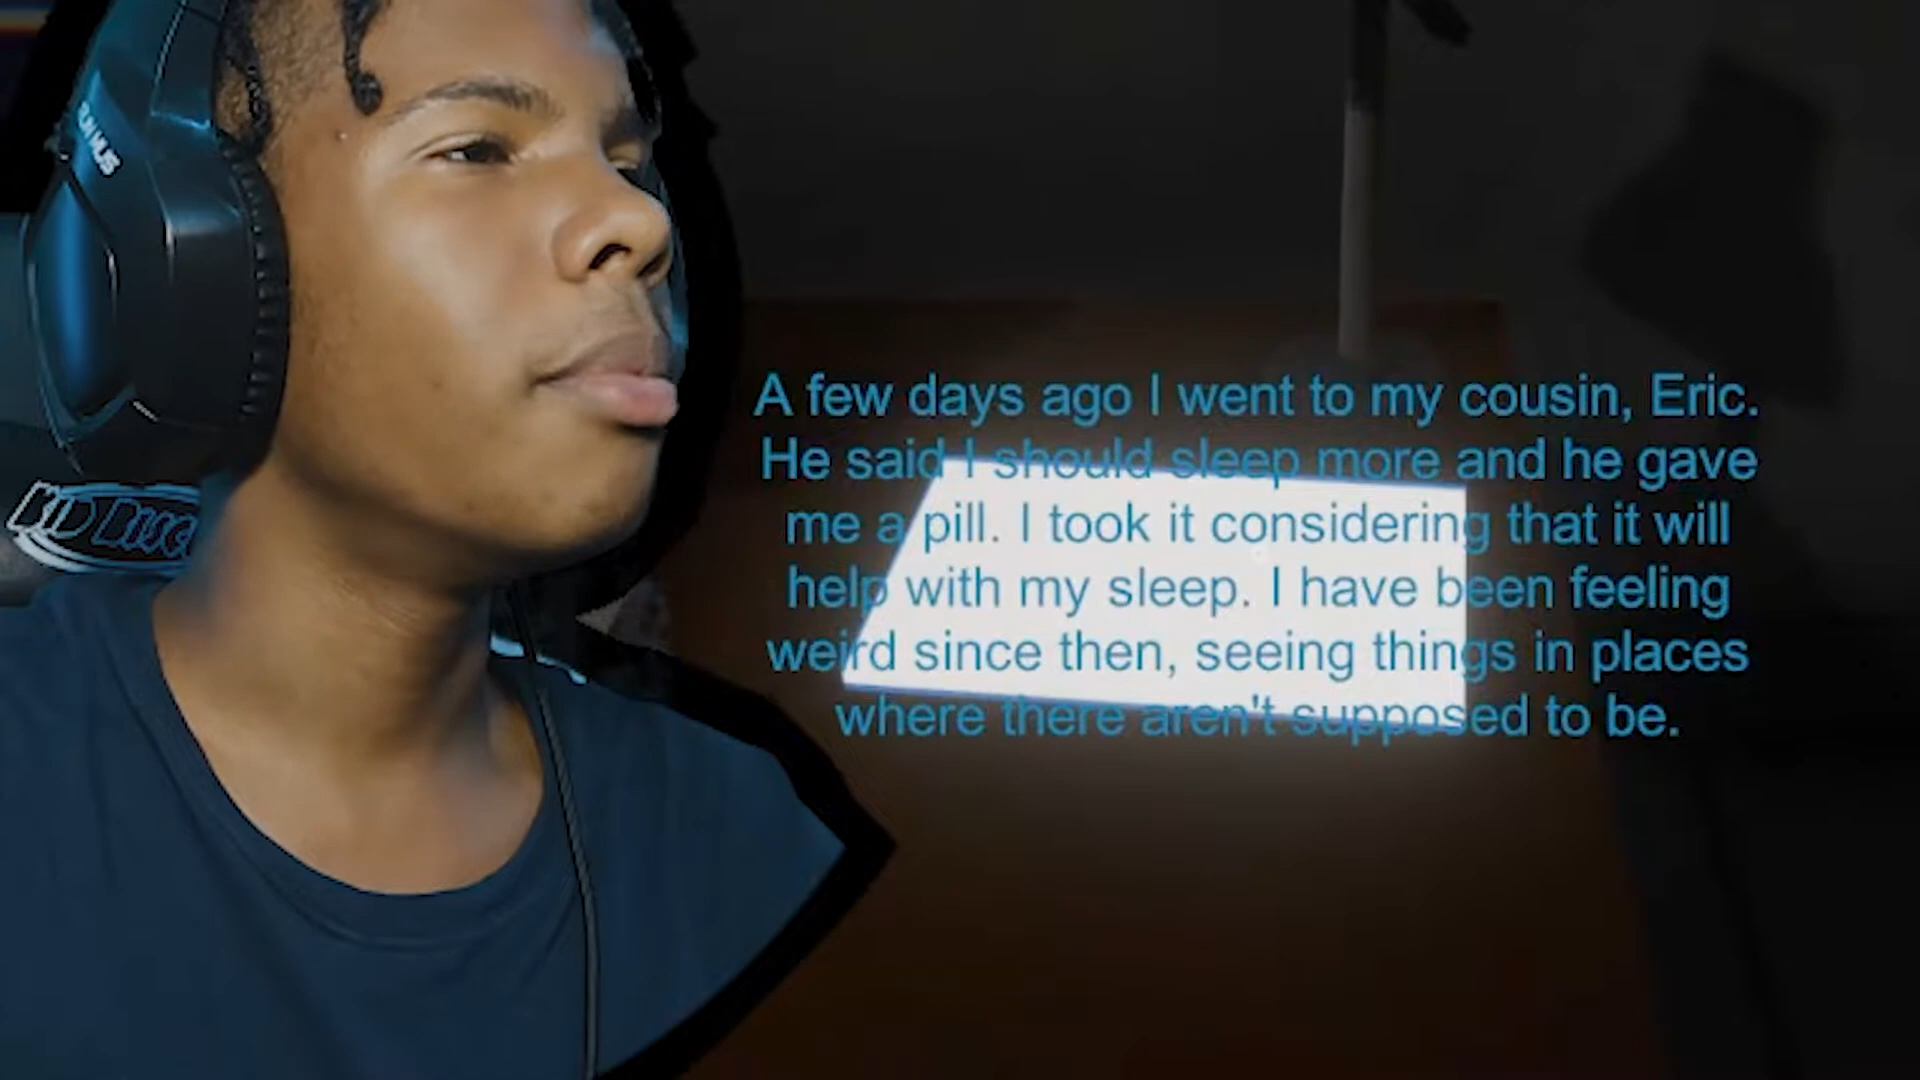 A few days ago I went to my cousin, Eric.
He said I should sleep more and he gave
me a pill. I took it considering that it will
help with my sleep. I have been feeling
weird since then, seeing things in places
where there aren't supposed to be.